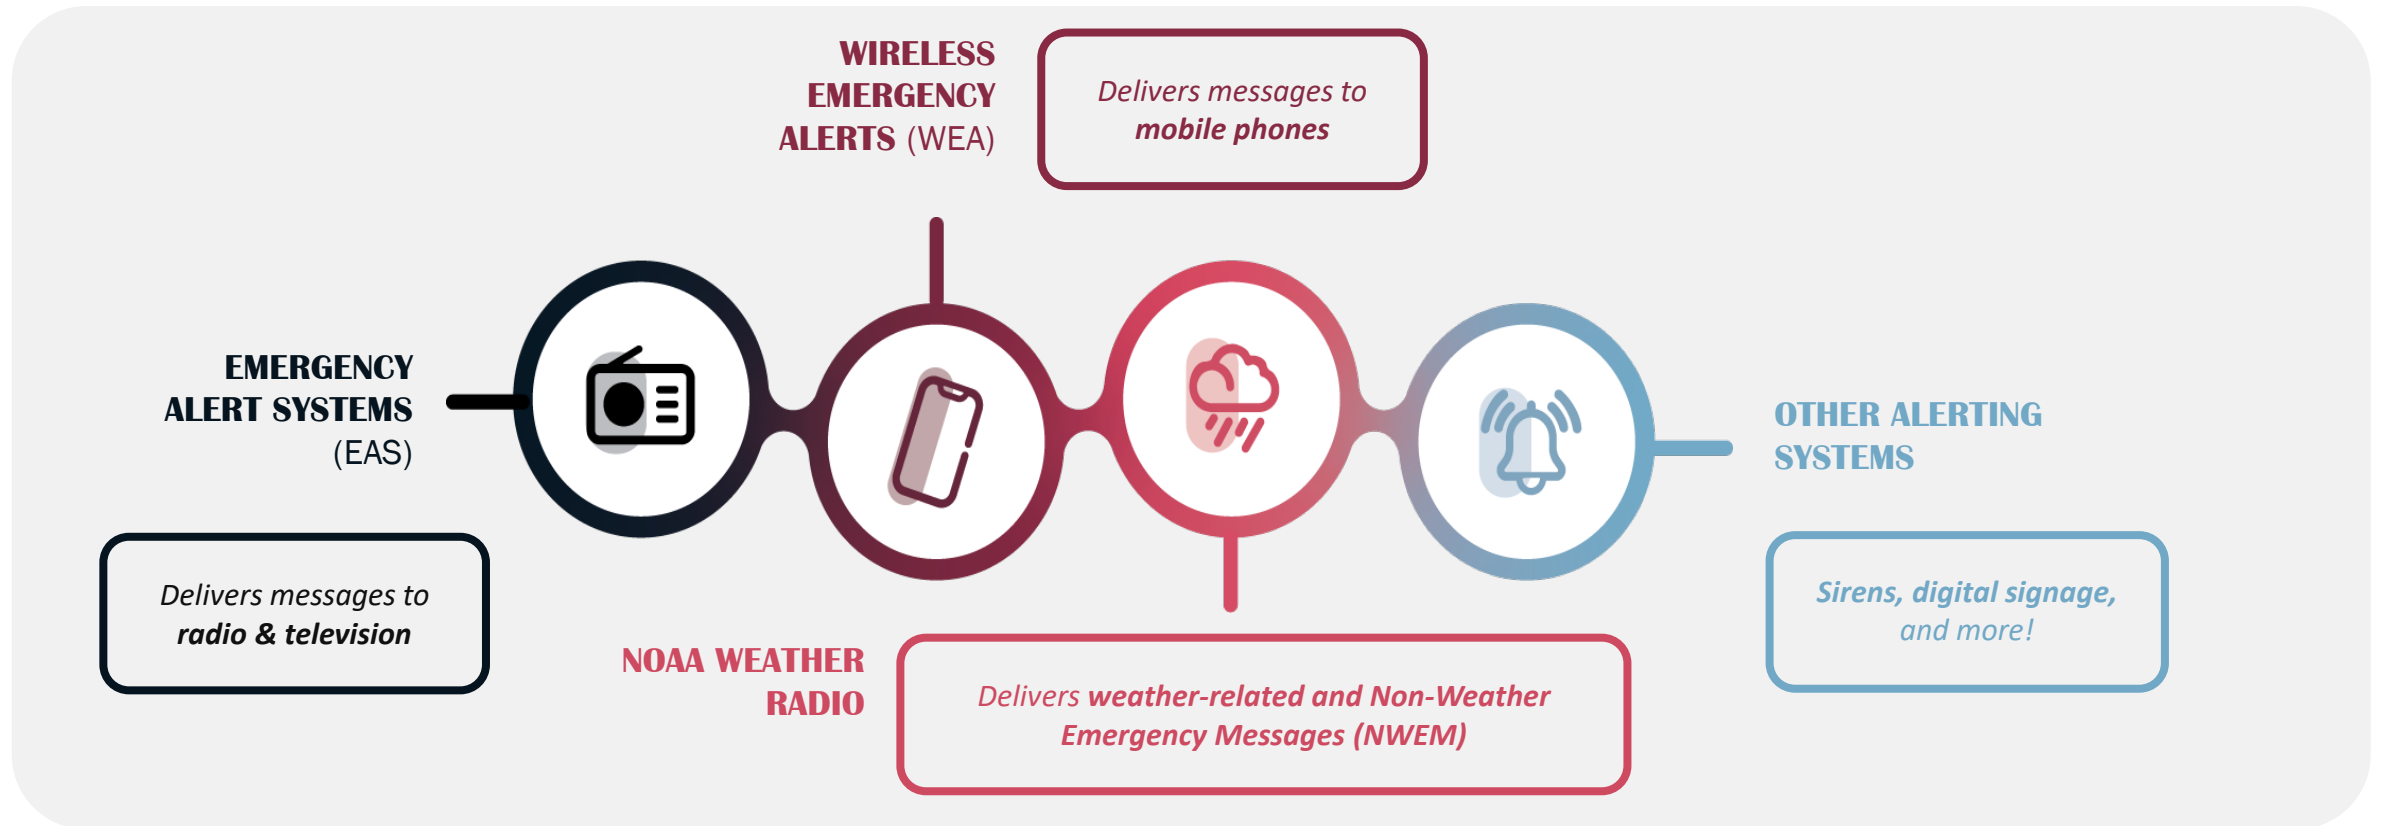 WIRELESS
EMERGENCY
ALERTS (WEA)
Delivers messages to
mobile phones
EMERGENCY
ALERT SYSTEMS
(EAS)
Delivers messages to
radio & television
NOAA WEATHER
RADIO
Delivers weather-related and Non-Weather
Emergency Messages (NWEM)
OTHER ALERTING
SYSTEMS
Sirens, digital signage,
and more!